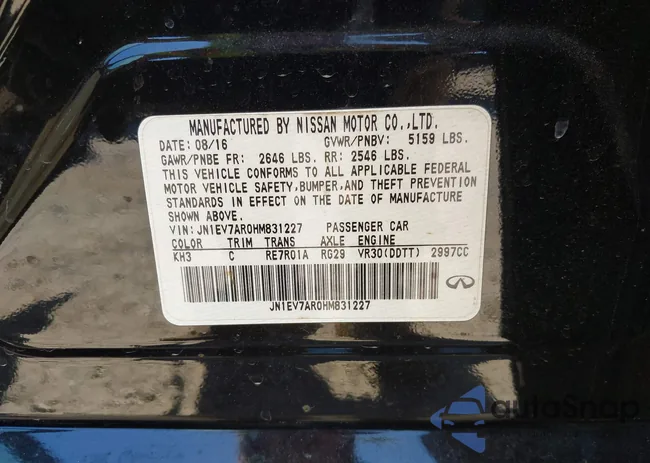 MANUFACTURED BY NISSAN MOTOR CO.,LTD.
DATE: 08/16 GVWR/PNBV: 5159 LBS.
GAWR/PNBE FR: 2646 LBS. RR: 2546 LBS.
THIS VEHICLE CONFORMS TO ALL APPLICABLE FEDERAL
MOTOR VEHICLE SAFETY,BUMPER,AND THEFT PREVENTION
STANDARDS IN EFFECT ON THE DATE OF MANUFACTURE
SHOWN ABOVE.
VIN: JN1EV7AR0HM831227 PASSENGER CAR
COLOR TRIM TRANS AXLE ENGINE
KH3 C RE7R01A RG29 VR30(DDTT) 2997CC
JN1EV7AR0HM831227
autoSnap